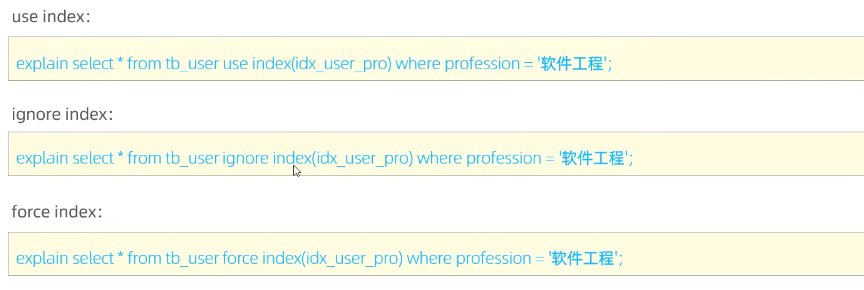 use index:
explain select * from tb_user use index(idx_user_pro) where profession = '软件工程';
ignore index:
explain select * from tb_user ignore index(idx_user_pro) where profession = '软件工程';
force index:
explain select * from tb_user force index(idx_user_pro) where profession = '软件工程';